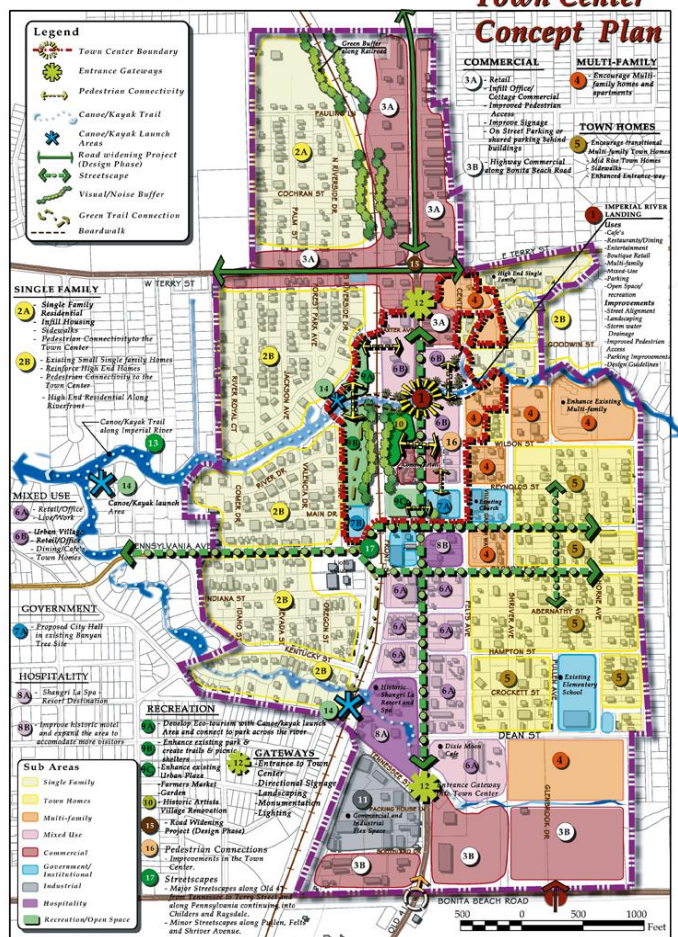 Town Center
Concept Plan
Legend
Town Center Boundary
Entrance Gateways
Pedestrian Connectivity
Canoe/Kayak Trail
Canoe/Kayak Launch
Areas
Road widening Project
(Design Phase)
Streetscape
Visual/Noise Buffer
Green Trail Connection
Boardwalk
COMMERCIAL
3A
- Retail
- Infill Office/
Cottage Commercial
- Improved Pedestrian
Access
- Improve Signage
- On Street Parking or
shared parking behind
buildings
3B
- Highway Commercial
along Bonita Beach Road
MULTI-FAMILY
4
- Encourage Multi-
family homes and
apartments
TOWN HOMES
5
- Encourage transitional
Multi-family Town Homes
- Mid Rise Town Homes
- Sidewalks
- Enhanced Entrance-way
1
IMPERIAL RIVER
LANDING
Uses
-Cafe's
-Restaurants/Dining
-Entertainment
-Boutique Retail
-Multi-family
-Mixed-Use
-Parking
-Open Space/
recreation
Improvements
-Street Alignment
-Landscaping
-Storm water
Drainage
-Improved Pedestrian
Access
-Parking Improvements
-Design Guidelines
SINGLE FAMILY
2A
- Single Family
Residential
- Infill Housing
- Sidewalks
- Pedestrian Connectivityto the
Town Center
2B
- Existing Small Single family Homes
- Reinforce High End Homes
- Pedestrian Connectivity to the
Town Center
- High End Residential Along
Riverfront
Canoe/Kayak Trail
along Imperial River
13
14
Canoe/Kayak launch
Area
MIXED USE
6A
- Retail/Office
- Live/Work
6B
- Urban Village
- Retail/Office
- Dining/Cafe's
- Town Homes
GOVERNMENT
7A
- Proposed City Hall
in existing Banyan
Tree Site
HOSPITALITY
8A
- Shangri La Spa -
Resort Destination
8B
- Improve historic motel
and expand the area to
accomodate more visitors
Sub Areas
Single Family
Town Homes
Multi-family
Mixed Use
Commercial
Government/
Institutional
Industrial
Hospitality
Recreation/Open Space
RECREATION
9A
- Develop Eco-tourism with Canoe/kayak launch
Area and connect to park across the river
9B
- Enhance existing park &
create trails & picnic
shelters
9C
- Enhance existing
Urban Plaza
- Farmers Market
- Garden
10
- Historic Artists
Village Renovation
15
- Road Widening
Project (Design Phase)
16
Pedestrian Connections
- Improvements in the Town
Center.
17
Streetscapes
- Major Streetscapes along Old 41
from Tennessee to Terry Street and
along Pennsylvania continuing into
Childers and Ragsdale.
- Minor Streetscapes along Pullen, Felts
and Shriver Avenue.
GATEWAYS
12
- Entrance to Town
Center
- Directional Signage
- Landscaping
- Monumentation
- Lighting
Green Buffer
along Railroad
N RIVERSIDE DR
COCHRAN ST
PALM ST
W TERRY ST
E TERRY ST
High End Single
Family
GOODWIN ST
FOREST PARK AVE
RIVERSIDE DR
JACKSON AVE
RIVER ROYAL CT
Enhance Existing
Multi-family
WILSON ST
REYNOLDS ST
RIVER DR
COMER DR
VALENCIA DR
MAIN DR
Existing
Church
PENNSYLVANIA AVE
INDIANA ST
IDAHO ST
NEVADA ST
OREGON ST
KENTUCKY ST
FELTS AVE
SHRIVER AVE
ABERNATHY ST
HAMPTON ST
CROCKETT ST
PULLEN AVE
Existing
Elementary
School
DEAN ST
Historic
Shangri La
Resort and
Spa
Dixie Moon
Cafe
TENNESSEE ST
Entrance Gateway
into Town Center
11
Commercial and
Industrial
Flex Space
PACKING HOUSE LN
GLENBROOK DR
OLD 41
BONITA BEACH ROAD
500 0 500 1000
Feet